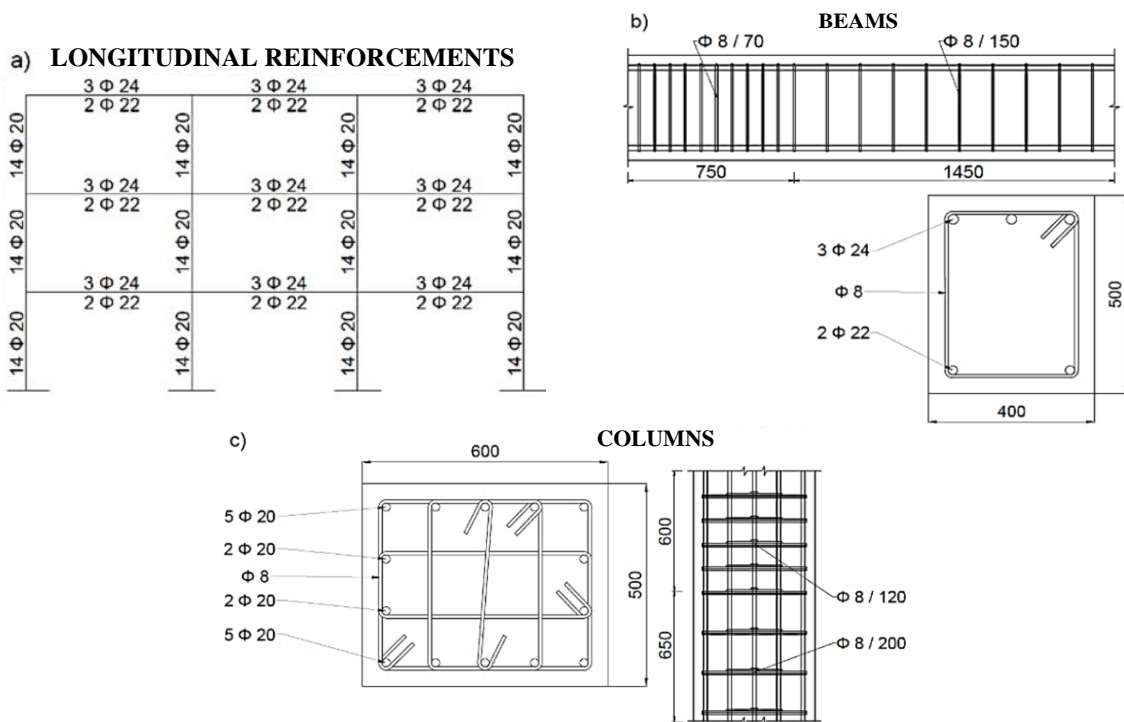 a) LONGITUDINAL REINFORCEMENTS
3 Φ 24 3 Φ 24 3 Φ 24
2 Φ 22 2 Φ 22 2 Φ 22
14 Φ 20 14 Φ 20 14 Φ 20 14 Φ 20
3 Φ 24 3 Φ 24 3 Φ 24
2 Φ 22 2 Φ 22 2 Φ 22
14 Φ 20 14 Φ 20 14 Φ 20 14 Φ 20
3 Φ 24 3 Φ 24 3 Φ 24
2 Φ 22 2 Φ 22 2 Φ 22
14 Φ 20 14 Φ 20 14 Φ 20 14 Φ 20
b) BEAMS
Φ 8 / 70 Φ 8 / 150
750 1450
3 Φ 24
Φ 8
2 Φ 22
500
400
c) COLUMNS
600
5 Φ 20
2 Φ 20
Φ 8
2 Φ 20
5 Φ 20
500
600
650
Φ 8 / 120
Φ 8 / 200